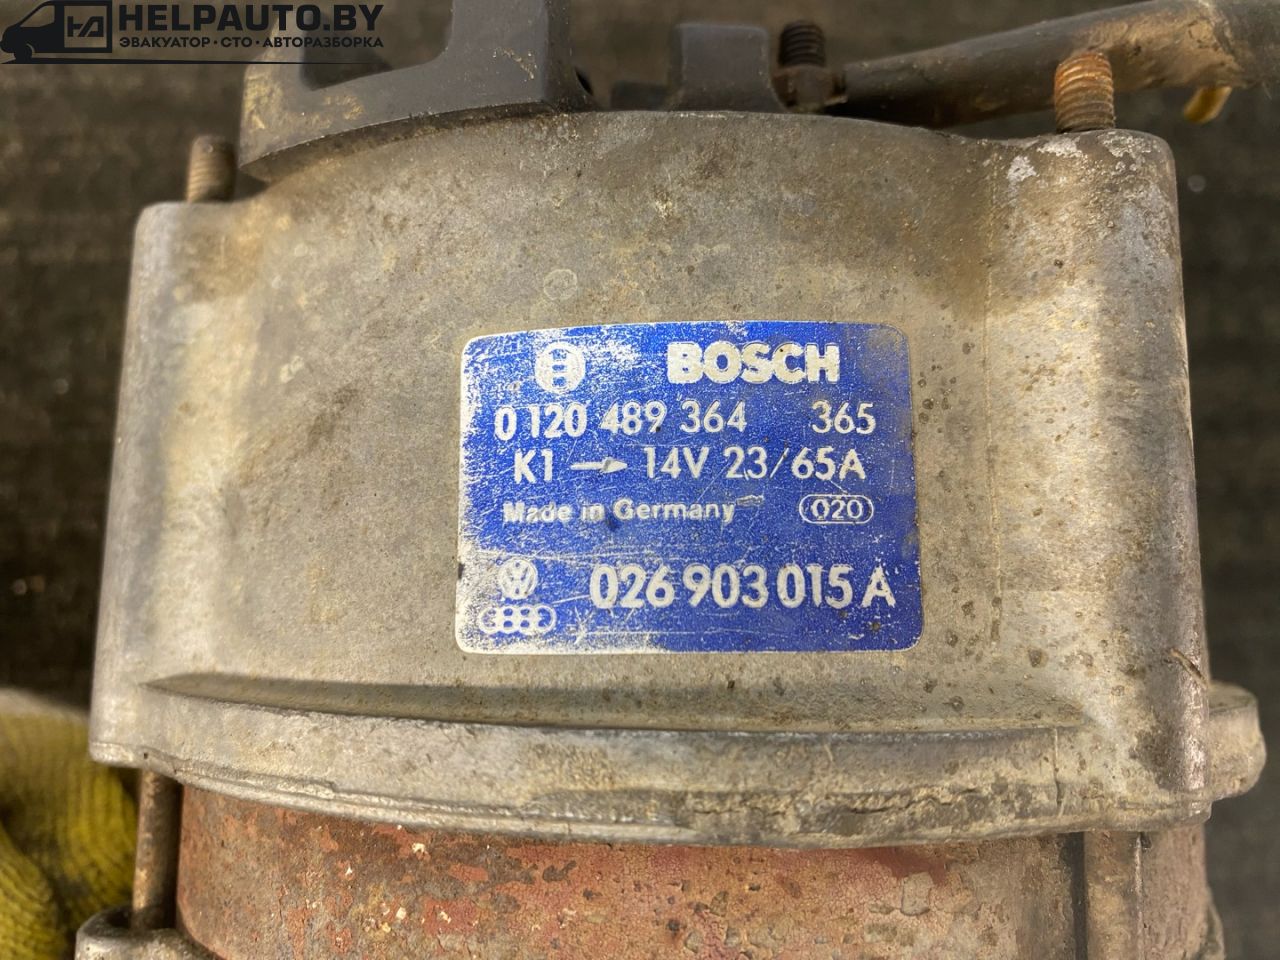 HELPAUTO.BY
ЭВАКУАТОР · СТО · АВТОРАЗБОРКА
BOSCH
0 120 489 364 365
K1 → 14V 23/65A
Made in Germany 020
026 903 015 A